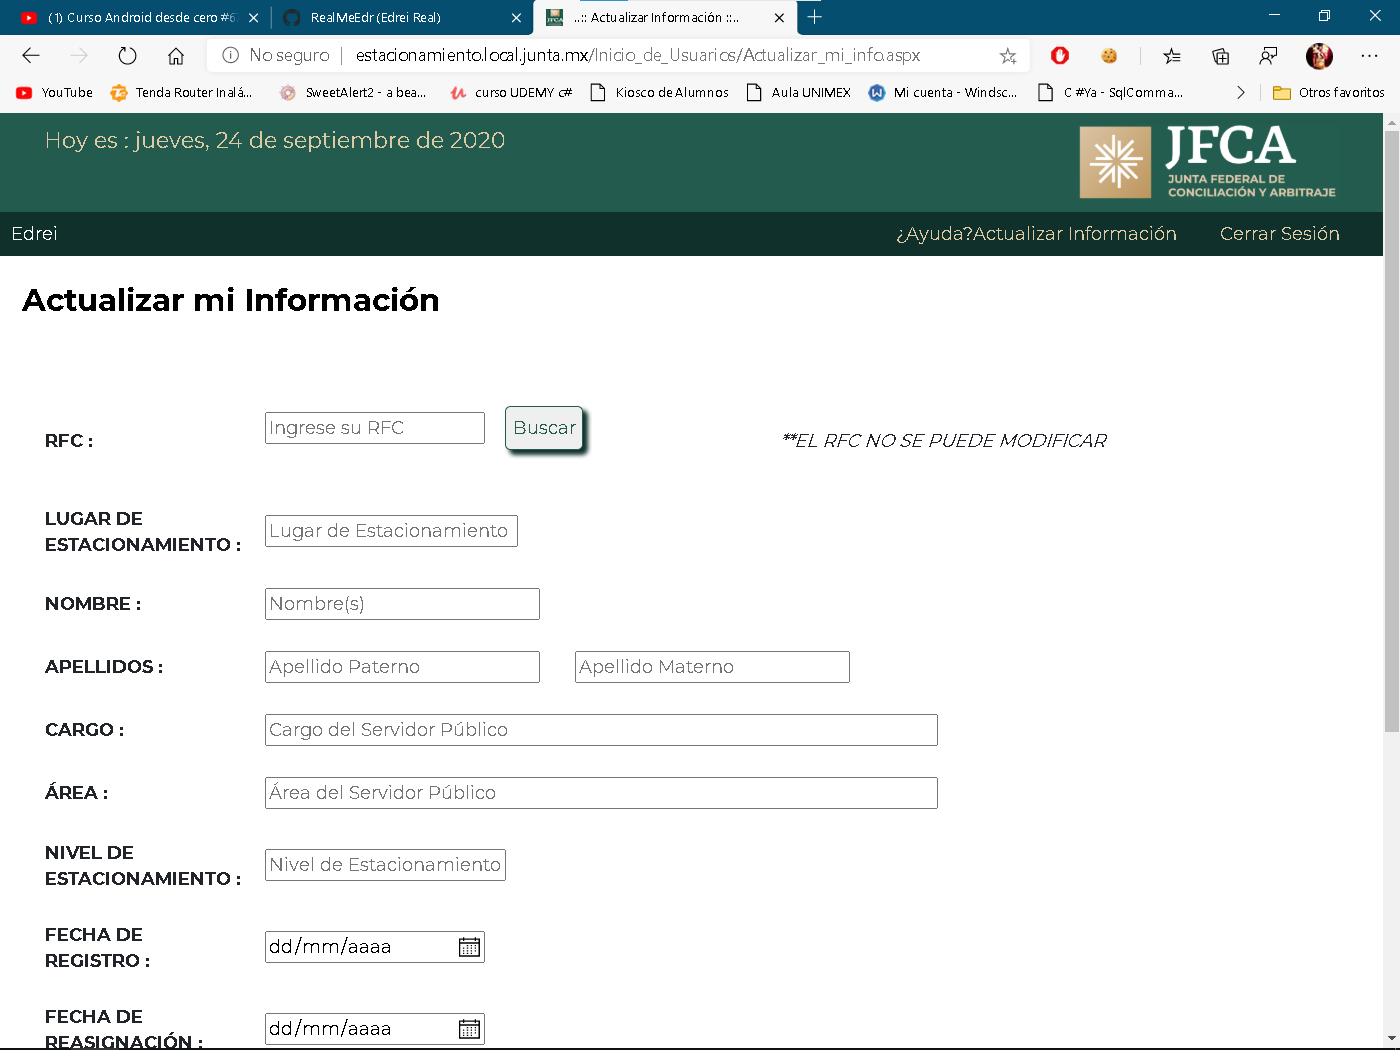 (1) Curso Android desde cero #6
RealMeEdr (Edrei Real)
..:: Actualizar Información ::..
No seguro
estacionamiento.local.junta.mx/Inicio_de_Usuarios/Actualizar_mi_info.aspx
YouTube
Tenda Router Inalá...
SweetAlert2 - a bea...
curso UDEMY c#
Kiosco de Alumnos
Aula UNIMEX
Mi cuenta - Windsc...
C #Ya - SqlComma...
Otros favoritos
Hoy es : jueves, 24 de septiembre de 2020
JFCA
JUNTA FEDERAL DE
CONCILIACIÓN Y ARBITRAJE
Edrei
¿Ayuda?Actualizar Información
Cerrar Sesión
Actualizar mi Información
RFC :
Ingrese su RFC
Buscar
**EL RFC NO SE PUEDE MODIFICAR
LUGAR DE
ESTACIONAMIENTO :
Lugar de Estacionamiento
NOMBRE :
Nombre(s)
APELLIDOS :
Apellido Paterno
Apellido Materno
CARGO :
Cargo del Servidor Público
ÁREA :
Área del Servidor Público
NIVEL DE
ESTACIONAMIENTO :
Nivel de Estacionamiento
FECHA DE
REGISTRO :
dd/mm/aaaa
FECHA DE
REASIGNACIÓN :
dd/mm/aaaa